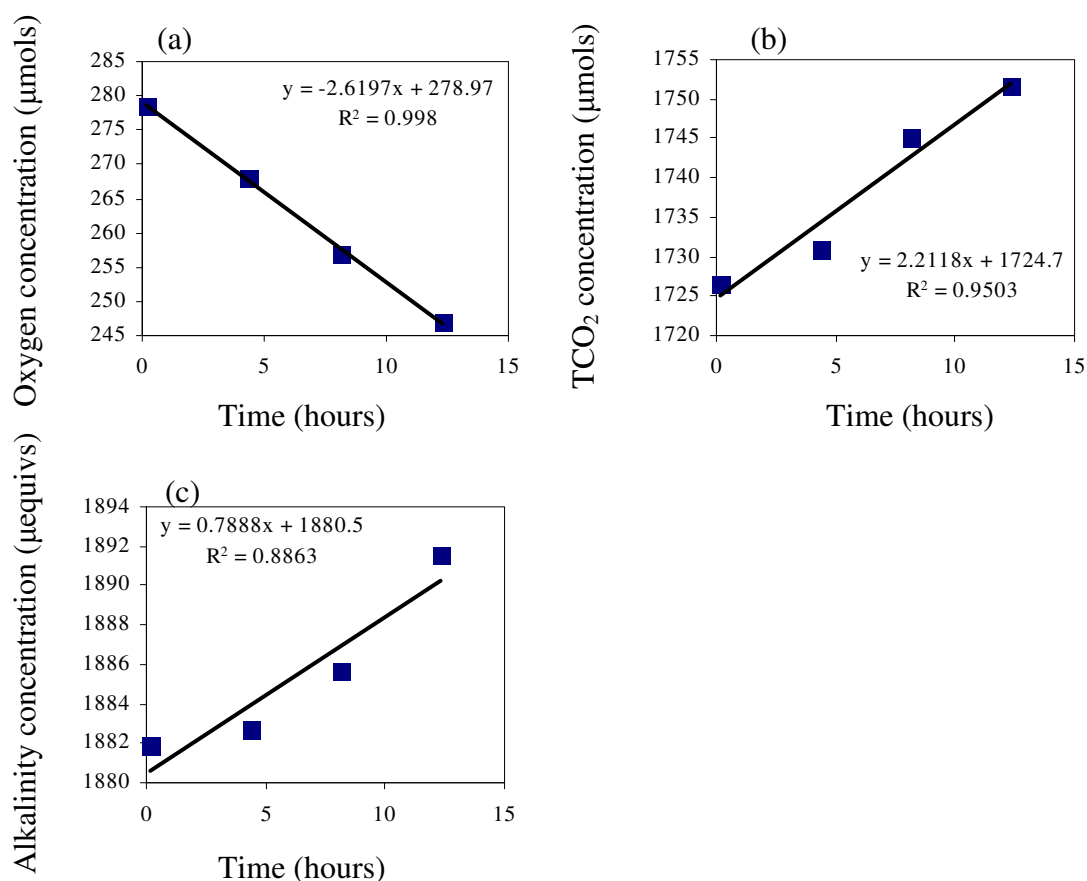 (a)
Oxygen concentration (μmols)
285
280
275
270
265
260
255
250
245
y = -2.6197x + 278.97
R² = 0.998
0 5 10 15
Time (hours)
(b)
TCO₂ concentration (μmols)
1755
1750
1745
1740
1735
1730
1725
1720
y = 2.2118x + 1724.7
R² = 0.9503
0 5 10 15
Time (hours)
(c)
Alkalinity concentration (μequivs)
1894
1892
1890
1888
1886
1884
1882
1880
y = 0.7888x + 1880.5
R² = 0.8863
0 5 10 15
Time (hours)